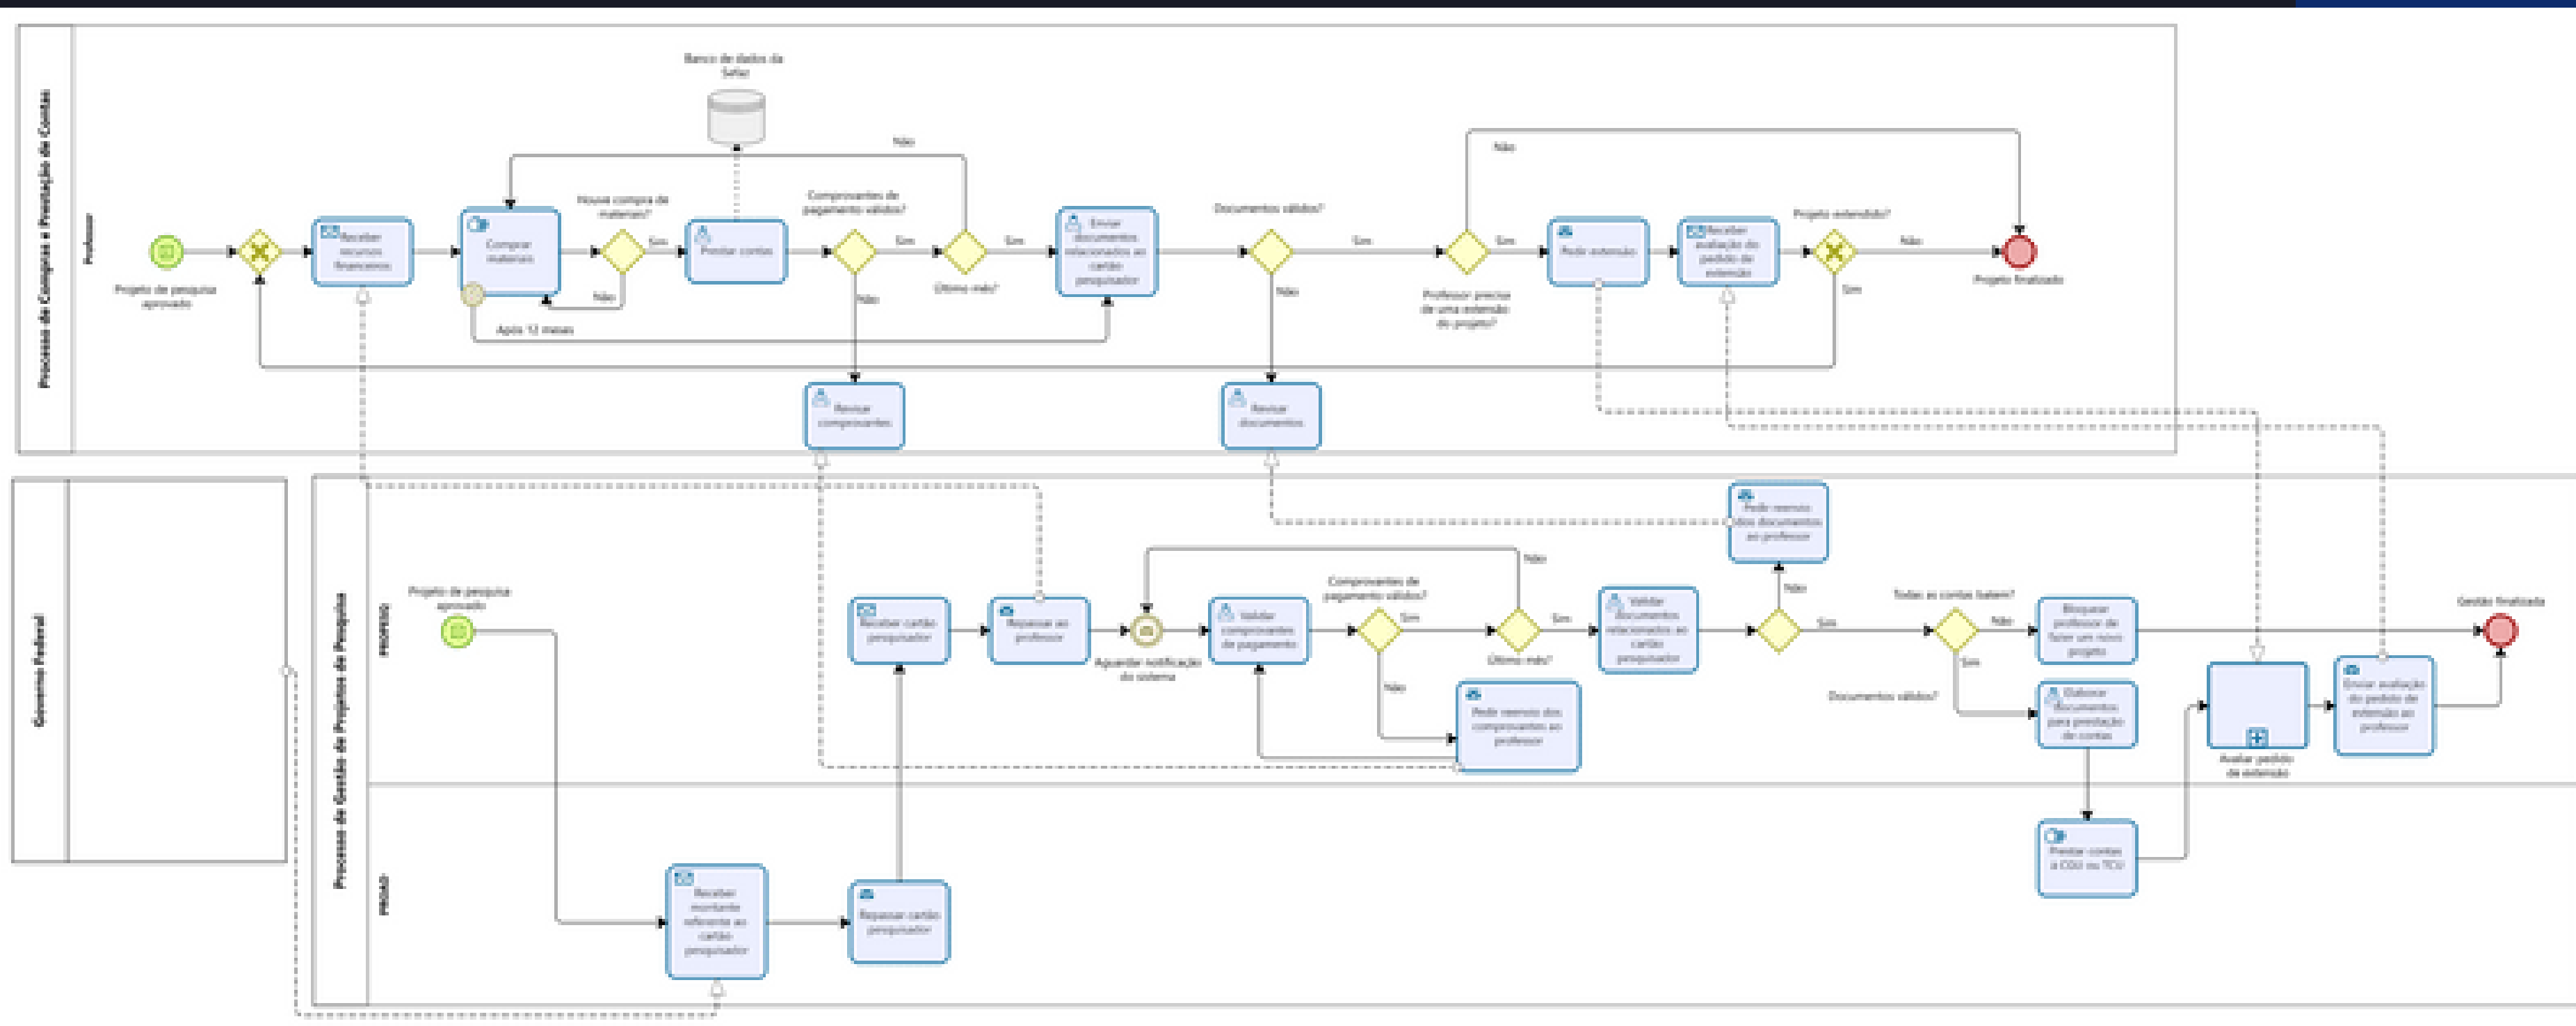 Processo de Compras e Prestação de Contas
Professor
Projeto de pesquisa
aprovado
Receber
recursos
financeiros
Comprar
materiais
Após 12 meses
Houve compra de
materiais?
Sim
Não
Banco de dados da
Prestar contas
Comprovantes de
pagamento válidos?
Sim
Não
Último mês?
Não
Sim
Revisar
comprovantes
Enviar
documentos
relacionados ao
cartão
pesquisador
Documentos válidos?
Sim
Não
Revisar
documentos
Professor precisa
de uma extensão
do projeto?
Não
Sim
Pedir extensão
Receber
avaliação do
pedido de
extensão
Projeto extendido?
Não
Sim
Projeto finalizado
Governo Federal
Processo de Gestão de Projetos de Pesquisa
PROAD
Projeto de pesquisa
aprovado
Receber
montante
referente ao
cartão
pesquisador
Repassar cartão
pesquisador
Receber cartão
pesquisador
Repassar ao
professor
Aguardar notificação
do sistema
Validar
comprovantes
de pagamento
Comprovantes de
pagamento válidos?
Sim
Não
Pedir reenvio dos
comprovantes ao
professor
Último mês?
Não
Sim
Validar
documentos
relacionados ao
cartão
pesquisador
Pedir reenvio
dos documentos
ao professor
Não
Sim
Documentos válidos?
Todas as contas batem?
Não
Sim
Bloquear
professor de
fazer um novo
projeto
Elaborar
documentos
para prestação
de contas
Prestar contas
à CGU ou TCU
Avaliar pedido
de extensão
Enviar avaliação
do pedido de
extensão ao
professor
Gestão finalizada